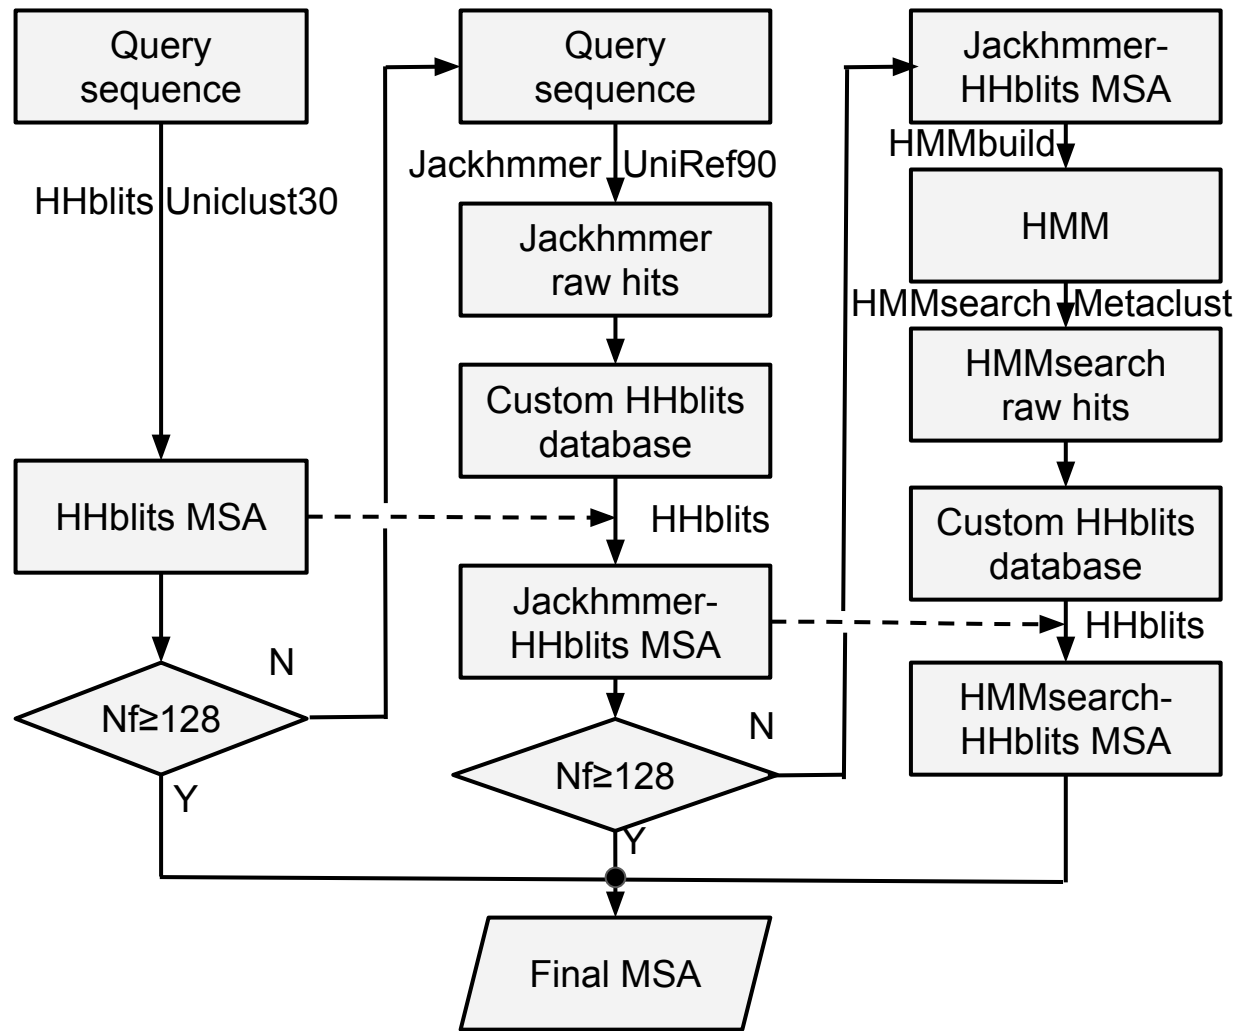 Query
sequence
HHblits Uniclust30
HHblits MSA
Nf≥128
N
Y
Query
sequence
Jackhmmer UniRef90
Jackhmmer
raw hits
Custom HHblits
database
HHblits
Jackhmmer-
HHblits MSA
Nf≥128
N
Y
Jackhmmer-
HHblits MSA
HMMbuild
HMM
HMMsearch Metaclust
HMMsearch
raw hits
Custom HHblits
database
HHblits
HMMsearch-
HHblits MSA
Final MSA